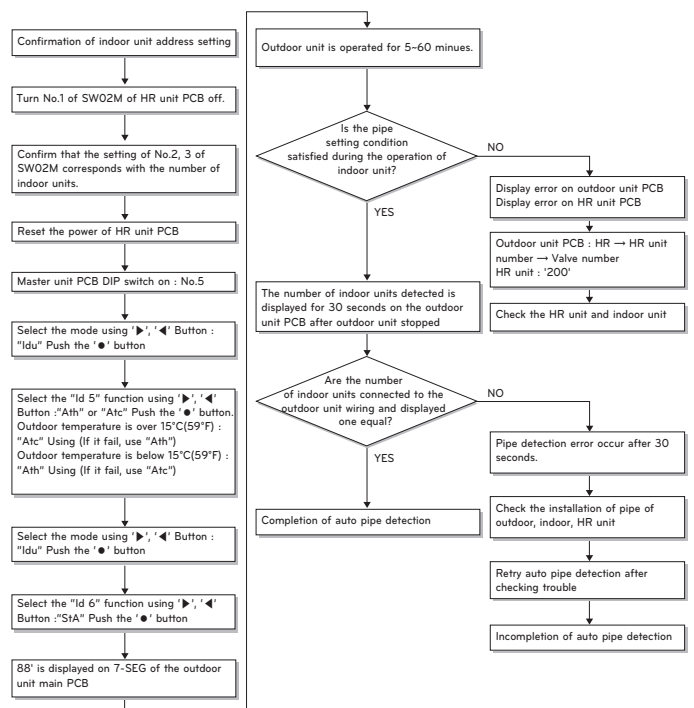 Confirmation of indoor unit address setting
Turn No.1 of SW02M of HR unit PCB off.
Confirm that the setting of No.2, 3 of
SW02M corresponds with the number of
indoor units.
Reset the power of HR unit PCB
Master unit PCB DIP switch on : No.5
Select the mode using '▶', '◀' Button :
"Idu" Push the '●' button
Select the "Id 5" function using '▶', '◀'
Button :"Ath" or "Atc" Push the '●' button.
Outdoor temperature is over 15°C(59°F) :
"Atc" Using (If it fail, use "Ath")
Outdoor temperature is below 15°C(59°F) :
"Ath" Using (If it fail, use "Atc")
Select the mode using '▶', '◀' Button :
"Idu" Push the '●' button
Select the "Id 6" function using '▶', '◀'
Button :"StA" Push the '●' button
88' is displayed on 7-SEG of the outdoor
unit main PCB
Outdoor unit is operated for 5~60 minues.
Is the pipe
setting condition
satisfied during the operation of
indoor unit?
NO
YES
Display error on outdoor unit PCB
Display error on HR unit PCB
Outdoor unit PCB : HR → HR unit
number → Valve number
HR unit : '200'
Check the HR unit and indoor unit
The number of indoor units detected is
displayed for 30 seconds on the outdoor
unit PCB after outdoor unit stopped
Are the number
of indoor units connected to the
outdoor unit wiring and displayed
one equal?
NO
YES
Pipe detection error occur after 30
seconds.
Check the installation of pipe of
outdoor, indoor, HR unit
Retry auto pipe detection after
checking trouble
Incompletion of auto pipe detection
Completion of auto pipe detection